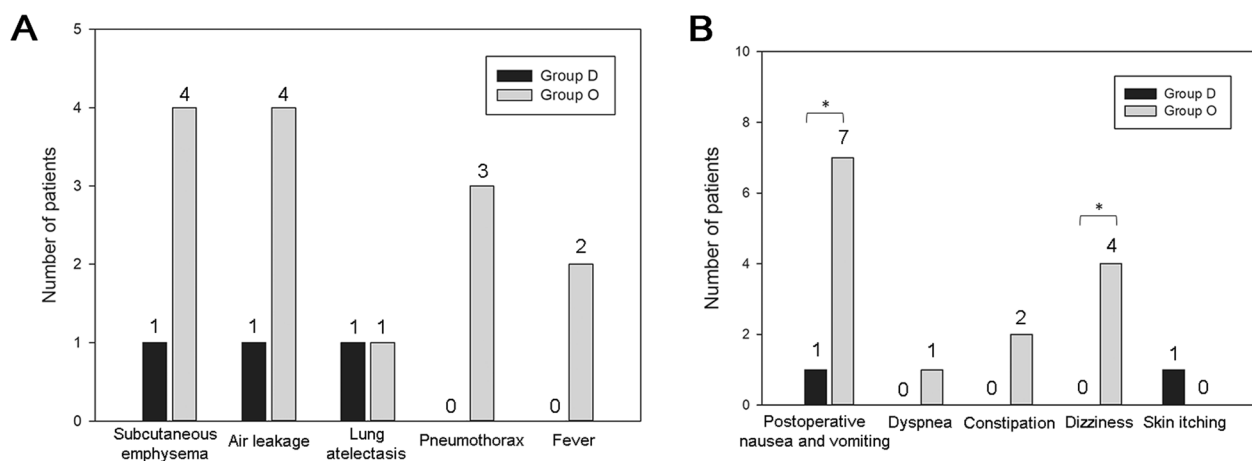 A
Number of patients
5
4
3
2
1
0
Group D
Group O
1
4
1
4
1
1
0
3
0
2
Subcutaneous
emphysema
Air leakage
Lung
atelectasis
Pneumothorax
Fever
B
Number of patients
10
8
6
4
2
0
Group D
Group O
*
1
7
0
1
0
2
*
0
4
1
0
Postoperative
nausea and vomiting
Dyspnea
Constipation
Dizziness
Skin itching